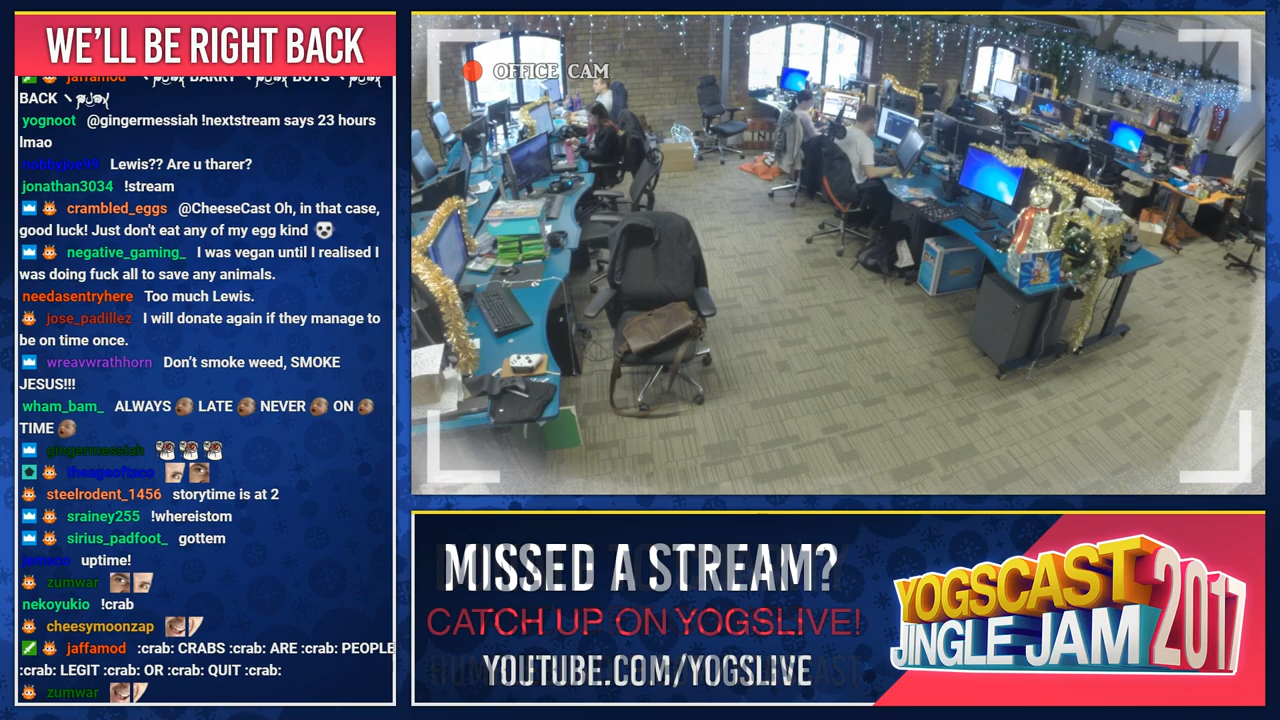 WE'LL BE RIGHT BACK
jaffamod BARRY BOYS
BACK
yognoot @gingermessiah !nextstream says 23 hours
lmao
nobbyjoe99 Lewis?? Are u tharer?
jonathan3034 !stream
crambled_eggs @CheeseCast Oh, in that case,
good luck! Just don't eat any of my egg kind
negative_gaming_ I was vegan until I realised I
was doing fuck all to save any animals.
needasentryhere Too much Lewis.
jose_padillez I will donate again if they manage to
be on time once.
wreavwrathhorn Don't smoke weed, SMOKE
JESUS!!!
wham_bam_ ALWAYS LATE NEVER ON
TIME
gingermessiah
theageoftaco
steelrodent_1456 storytime is at 2
srainey255 !whereistom
sirius_padfoot_ gottem
uptime!
zumwar
nekoyukio !crab
cheesymoonzap
jaffamod :crab: CRABS :crab: ARE :crab: PEOPLE
:crab: LEGIT :crab: OR :crab: QUIT :crab:
zumwar
OFFICE CAM
MISSED A STREAM?
CATCH UP ON YOGSLIVE!
YOUTUBE.COM/YOGSLIVE
YOGSCAST
JINGLE JAM
2017